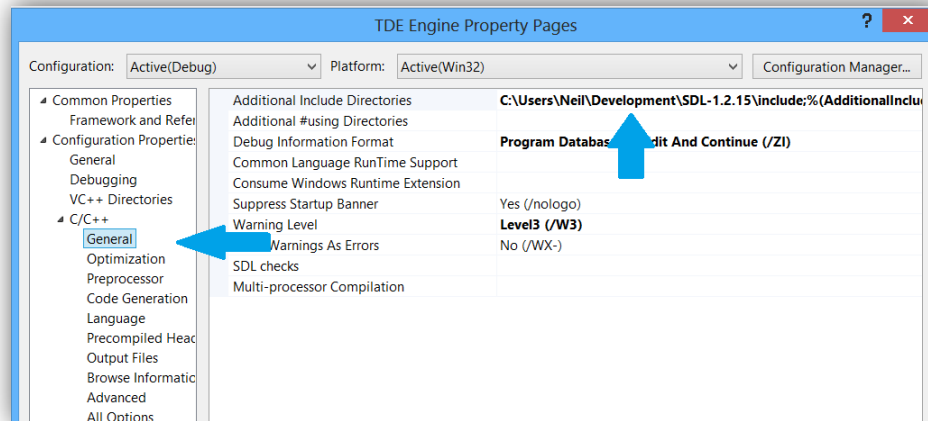 TDE Engine Property Pages
?
Configuration: Active(Debug) Platform: Active(Win32) Configuration Manager...
Common Properties
Framework and Refer
Configuration Propertie
General
Debugging
VC++ Directories
C/C++
General
Optimization
Preprocessor
Code Generation
Language
Precompiled Head
Output Files
Browse Informatio
Advanced
All Options
Additional Include Directories C:\Users\Neil\Development\SDL-1.2.15\include;%(AdditionalInclu
Additional #using Directories
Debug Information Format Program Databas dit And Continue (/ZI)
Common Language RunTime Support
Consume Windows Runtime Extension
Suppress Startup Banner Yes (/nologo)
Warning Level Level3 (/W3)
Warnings As Errors No (/WX-)
SDL checks
Multi-processor Compilation